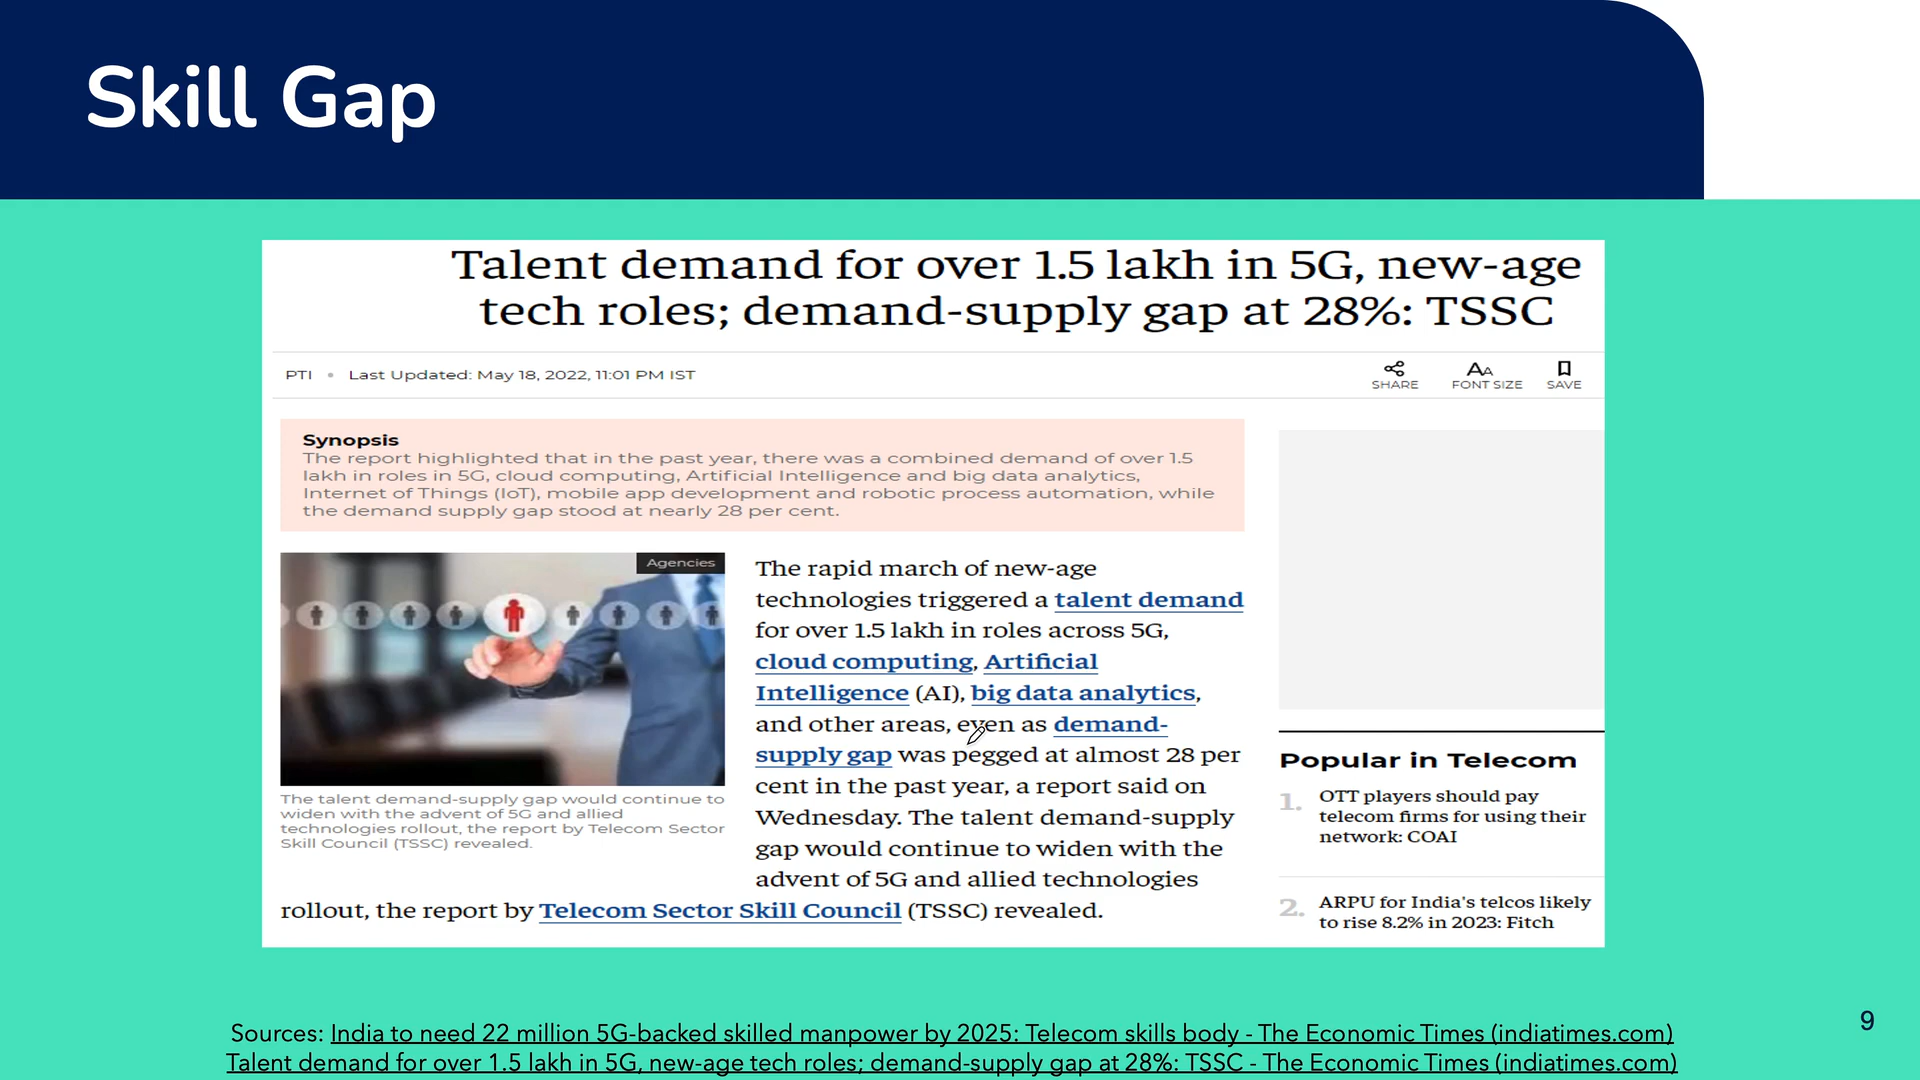 Skill Gap
Talent demand for over 1.5 lakh in 5G, new-age
tech roles; demand-supply gap at 28%: TSSC
PTI • Last Updated: May 18, 2022, 11:01 PM IST
SHARE
AA FONT SIZE
SAVE
Synopsis
The report highlighted that in the past year, there was a combined demand of over 1.5
lakh in roles in 5G, cloud computing, Artificial Intelligence and big data analytics,
Internet of Things (IoT), mobile app development and robotic process automation, while
the demand supply gap stood at nearly 28 per cent.
Agencies
The talent demand-supply gap would continue to
widen with the advent of 5G and allied
technologies rollout, the report by Telecom Sector
Skill Council (TSSC) revealed.
The rapid march of new-age
technologies triggered a talent demand
for over 1.5 lakh in roles across 5G,
cloud computing, Artificial
Intelligence (AI), big data analytics,
and other areas, even as demand-
supply gap was pegged at almost 28 per
cent in the past year, a report said on
Wednesday. The talent demand-supply
gap would continue to widen with the
advent of 5G and allied technologies
rollout, the report by Telecom Sector Skill Council (TSSC) revealed.
Popular in Telecom
1. OTT players should pay
telecom firms for using their
network: COAI
2. ARPU for India's telcos likely
to rise 8.2% in 2023: Fitch
Sources: India to need 22 million 5G-backed skilled manpower by 2025: Telecom skills body - The Economic Times (indiatimes.com)
Talent demand for over 1.5 lakh in 5G, new-age tech roles; demand-supply gap at 28%: TSSC - The Economic Times (indiatimes.com)
9